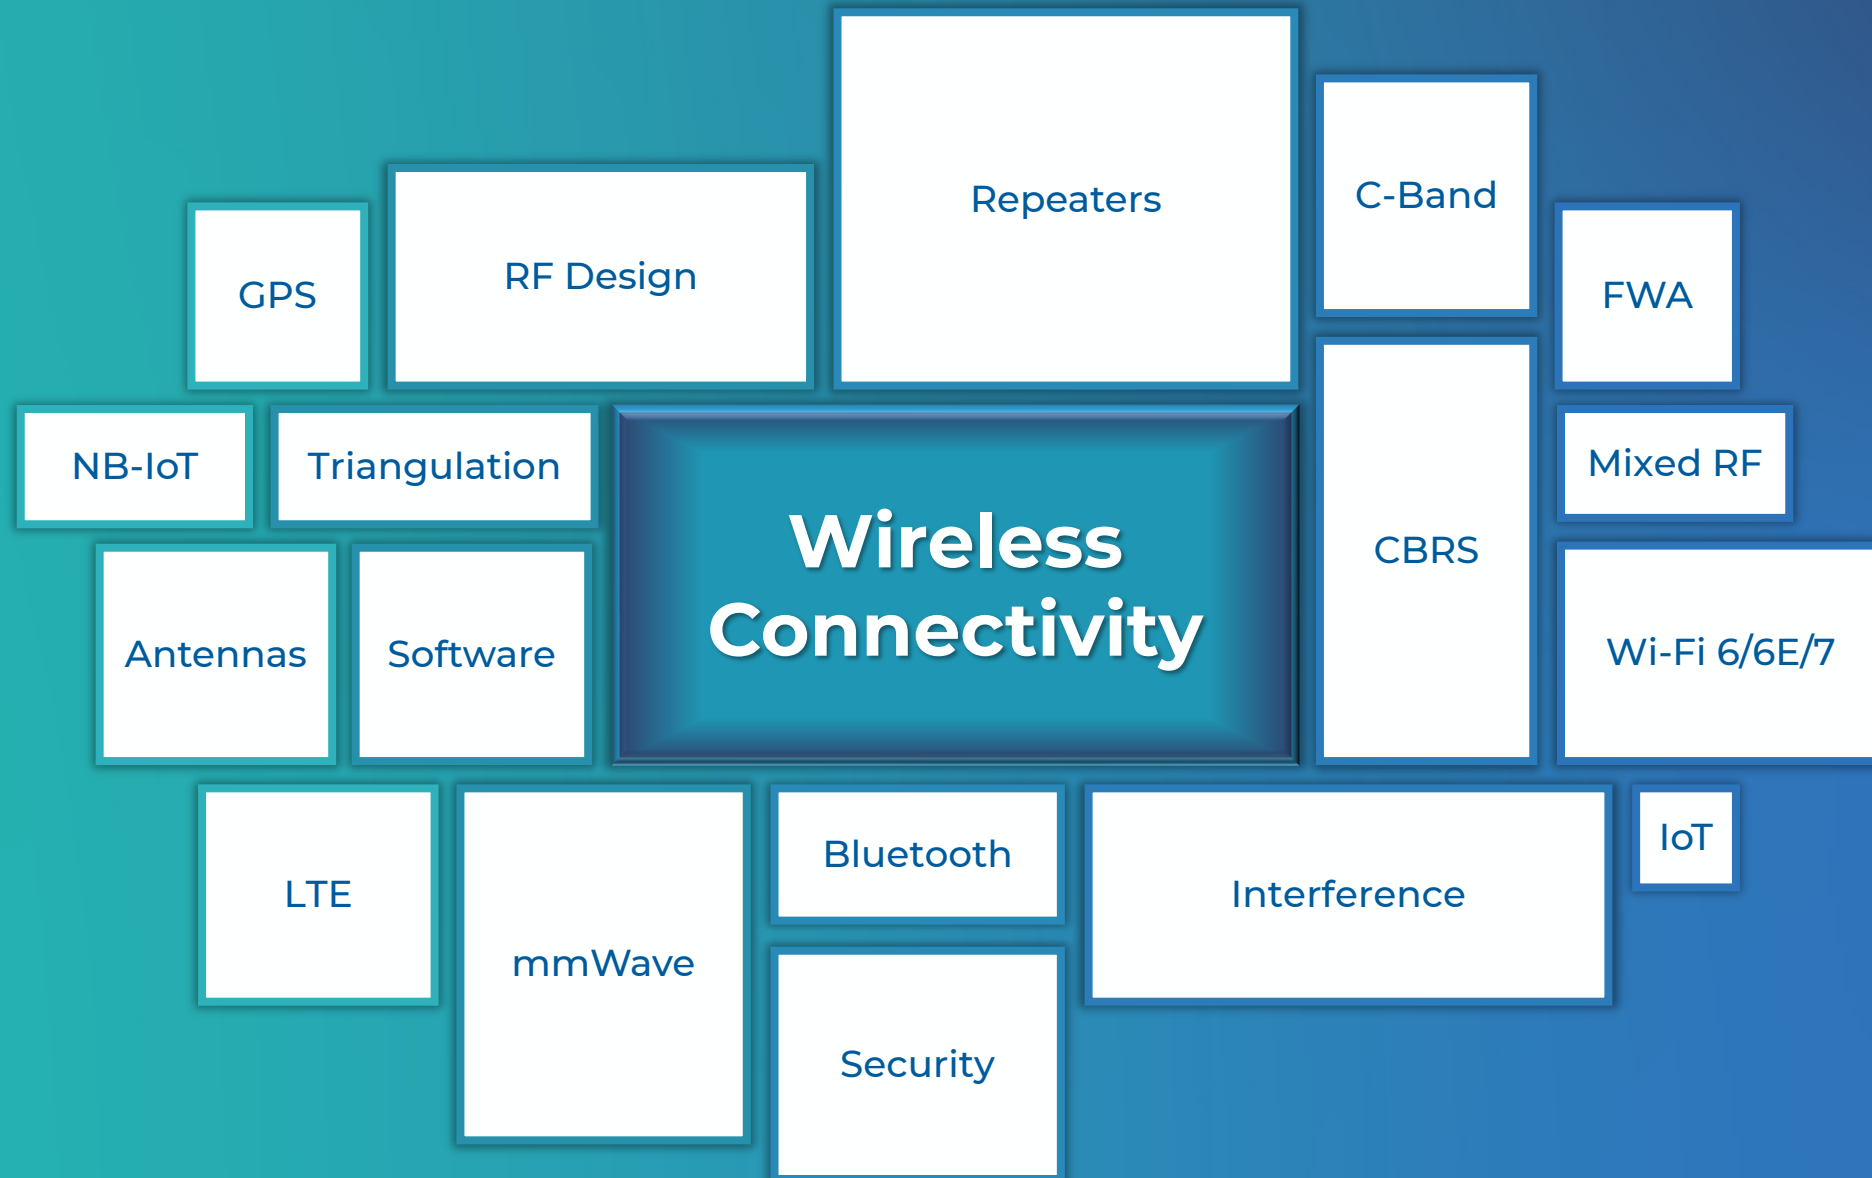 Repeaters
C-Band
RF Design
GPS
FWA
NB-IoT
Triangulation
Mixed RF
Wireless
Connectivity
CBRS
Antennas
Software
Wi-Fi 6/6E/7
LTE
mmWave
Bluetooth
Interference
IoT
Security